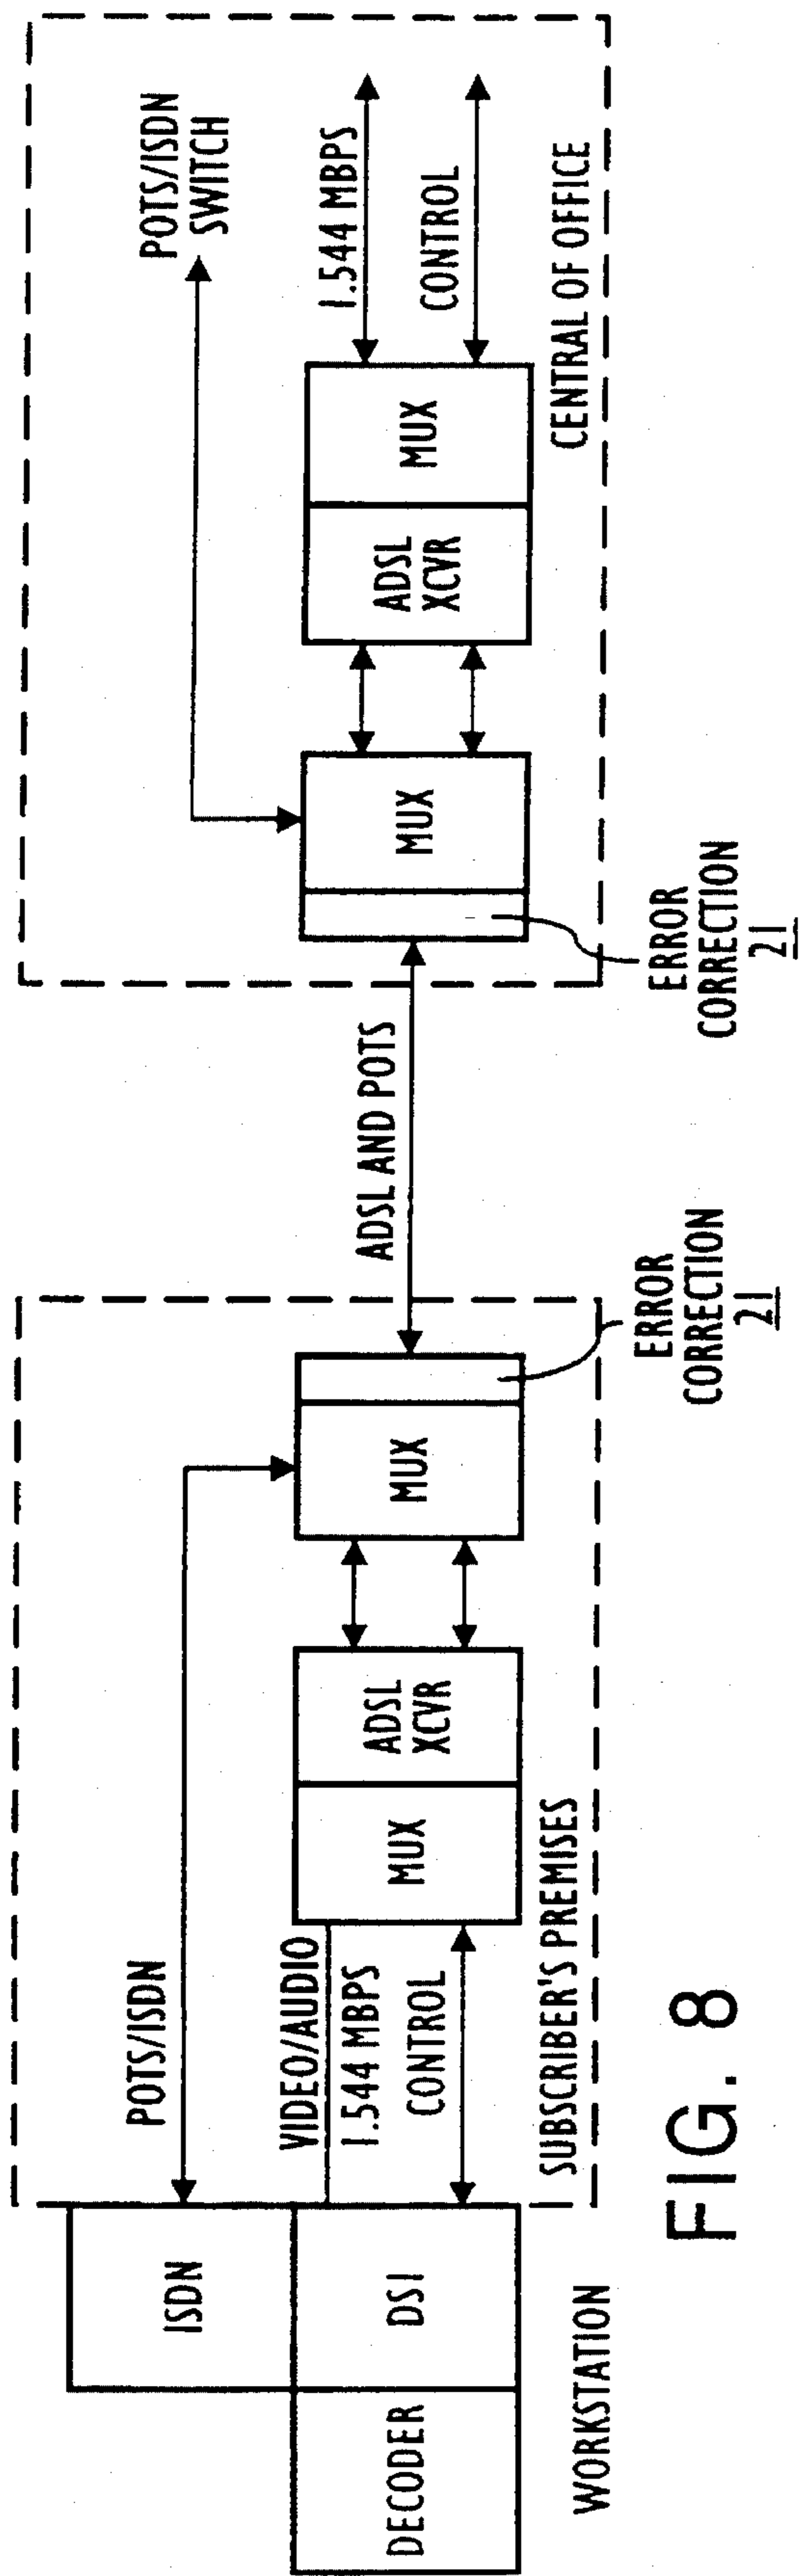 DECODER
ISDN
DSI
WORKSTATION
POTS/ISDN
VIDEO/AUDIO
1.544 MBPS
CONTROL
MUX
ADSL
XCVR
MUX
SUBSCRIBER'S PREMISES
ERROR
CORRECTION
21
ADSL AND POTS
ERROR
CORRECTION
21
MUX
ADSL
XCVR
MUX
POTS/ISDN
SWITCH
1.544 MBPS
CONTROL
CENTRAL OF OFFICE
FIG. 8